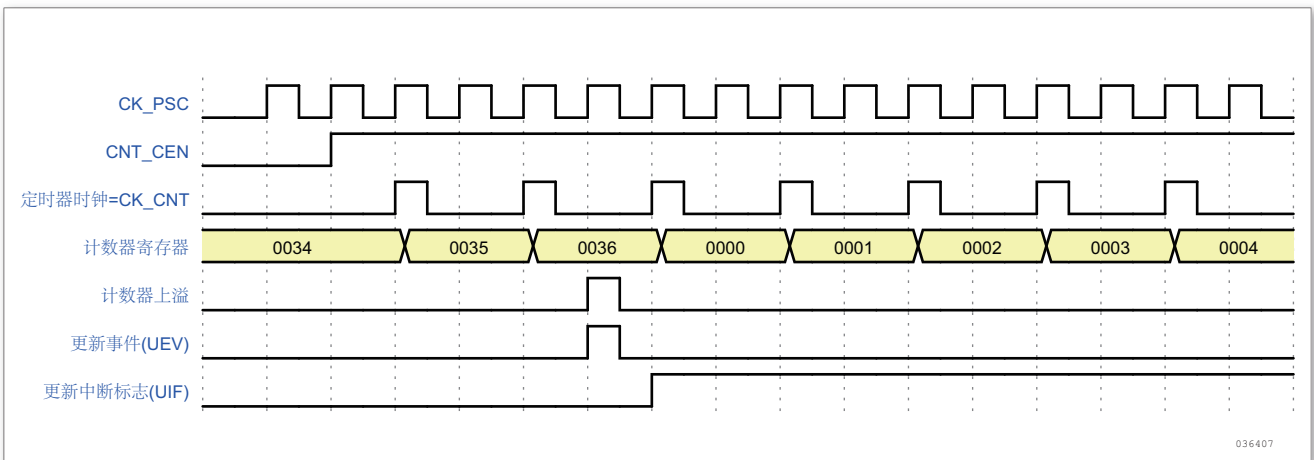 CK_PSC
CNT_CEN
定时器时钟=CK_CNT
计数器寄存器 0034 0035 0036 0000 0001 0002 0003 0004
计数器上溢
更新事件(UEV)
更新中断标志(UIF)
036407